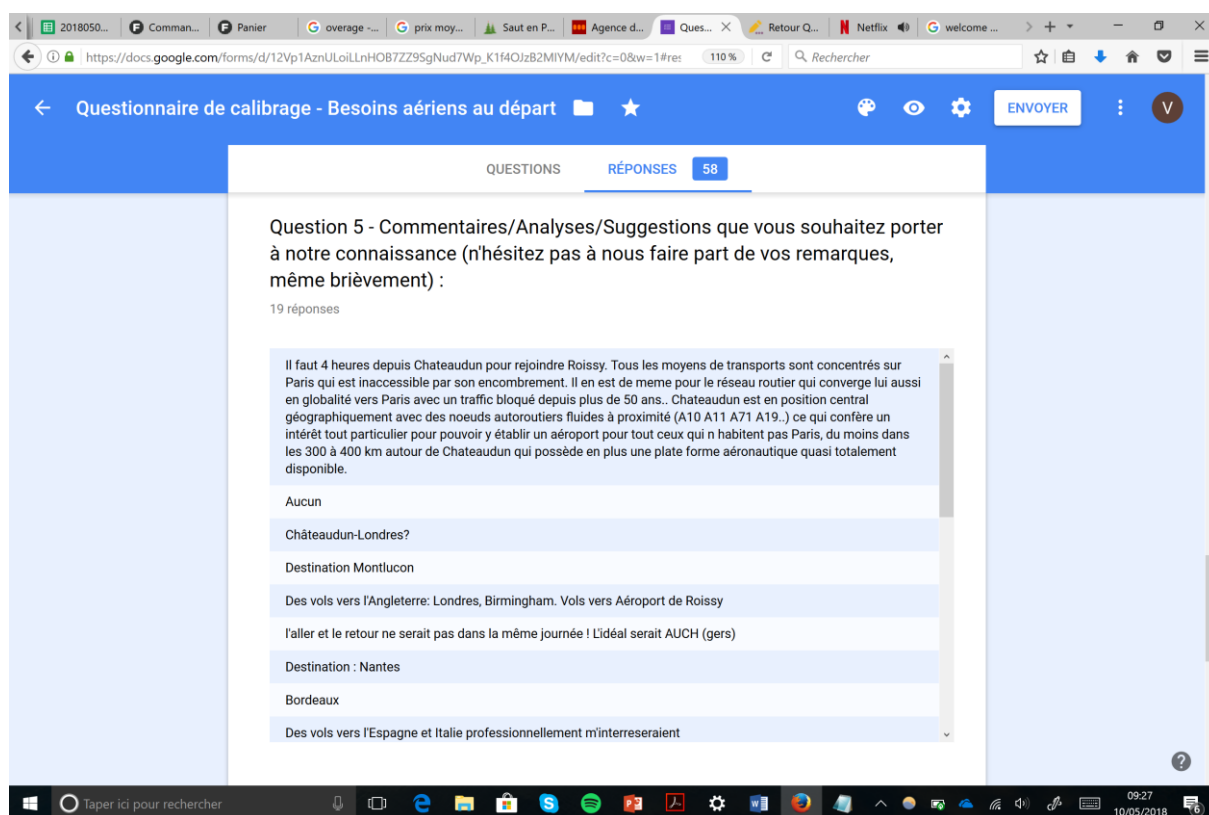 2018050...
Comman...
Panier
overage -...
prix moy...
Saut en P...
Agence d...
Ques...
Retour Q...
Netflix
welcome ...
https://docs.google.com/forms/d/12Vp1AznULoiLLnHOB7ZZ9SgNud7Wp_K1f4OJzB2MIYM/edit?c=0&w=1#res
110 %
Rechercher
Questionnaire de calibrage - Besoins aériens au départ
ENVOYER
V
QUESTIONS
RÉPONSES 58
Question 5 - Commentaires/Analyses/Suggestions que vous souhaitez porter
à notre connaissance (n'hésitez pas à nous faire part de vos remarques,
même brièvement) :
19 réponses
Il faut 4 heures depuis Chateaudun pour rejoindre Roissy. Tous les moyens de transports sont concentrés sur
Paris qui est inaccessible par son encombrement. Il en est de meme pour le réseau routier qui converge lui aussi
en globalité vers Paris avec un traffic bloqué depuis plus de 50 ans.. Chateaudun est en position central
géographiquement avec des noeuds autoroutiers fluides à proximité (A10 A11 A71 A19..) ce qui confère un
intérêt tout particulier pour pouvoir y établir un aéroport pour tout ceux qui n habitent pas Paris, du moins dans
les 300 à 400 km autour de Chateaudun qui possède en plus une plate forme aéronautique quasi totalement
disponible.
Aucun
Châteaudun-Londres?
Destination Montlucon
Des vols vers l'Angleterre: Londres, Birmingham. Vols vers Aéroport de Roissy
l'aller et le retour ne serait pas dans la même journée ! L'idéal serait AUCH (gers)
Destination : Nantes
Bordeaux
Des vols vers l'Espagne et Italie professionnellement m'interreseraient
Taper ici pour rechercher
09:27
10/05/2018